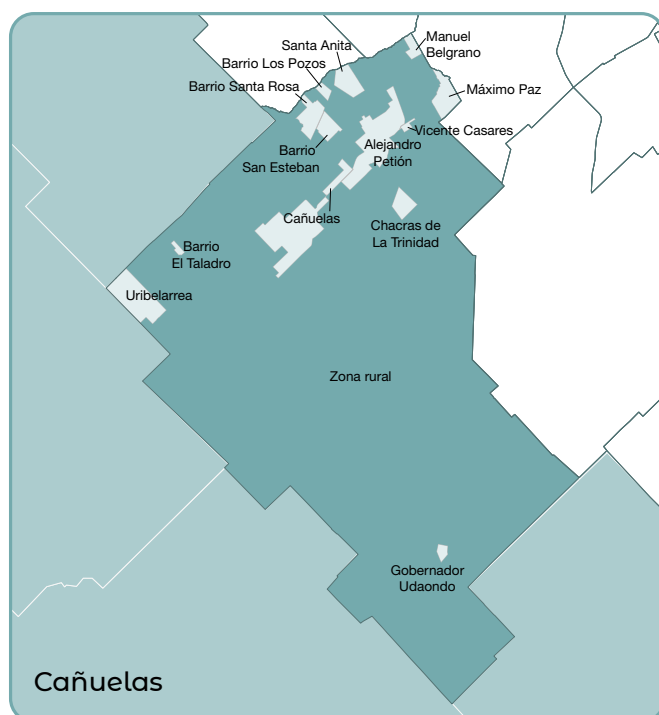 Manuel
Belgrano
Santa Anita
Barrio Los Pozos
Barrio Santa Rosa
Máximo Paz
Vicente Casares
Alejandro
Petión
Barrio
San Esteban
Cañuelas
Chacras de
La Trinidad
Barrio
El Taladro
Uribelarrea
Zona rural
Gobernador
Udaondo
Cañuelas